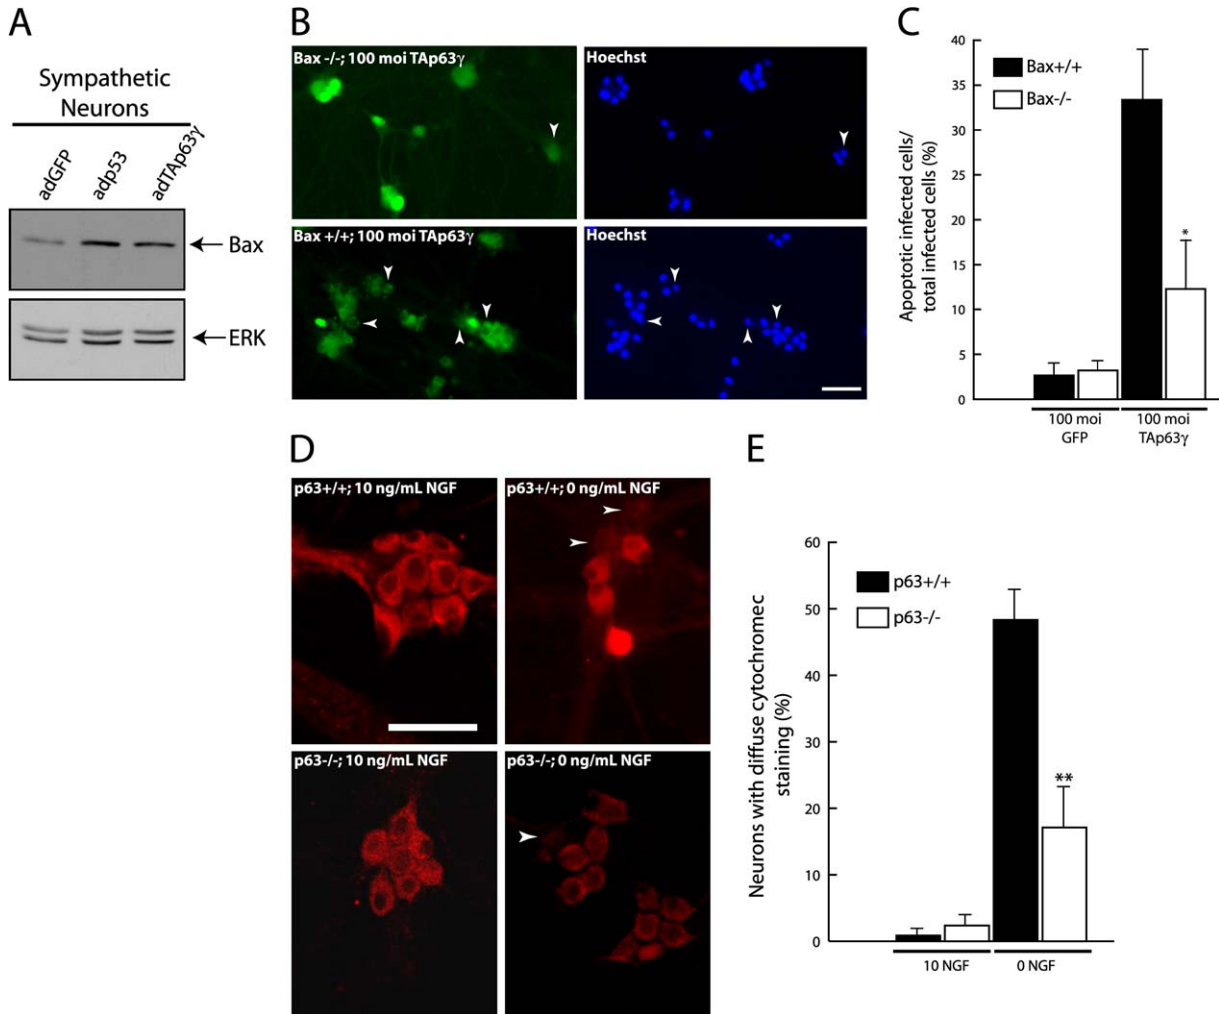 A
Sympathetic
Neurons
adGFP
adp53
adTAp63γ
Bax
ERK
B
Bax -/-; 100 moi TAp63γ
Hoechst
Bax +/+; 100 moi TAp63γ
Hoechst
C
Apoptotic infected cells/
total infected cells (%)
40
35
30
25
20
15
10
5
0
Bax+/+
Bax-/-
*
100 moi
GFP
100 moi
TAp63γ
D
p63+/+; 10 ng/mL NGF
p63+/+; 0 ng/mL NGF
p63-/-; 10 ng/mL NGF
p63-/-; 0 ng/mL NGF
E
Neurons with diffuse cytochromec
staining (%)
60
50
40
30
20
10
0
p63+/+
p63-/-
**
10 NGF
0 NGF